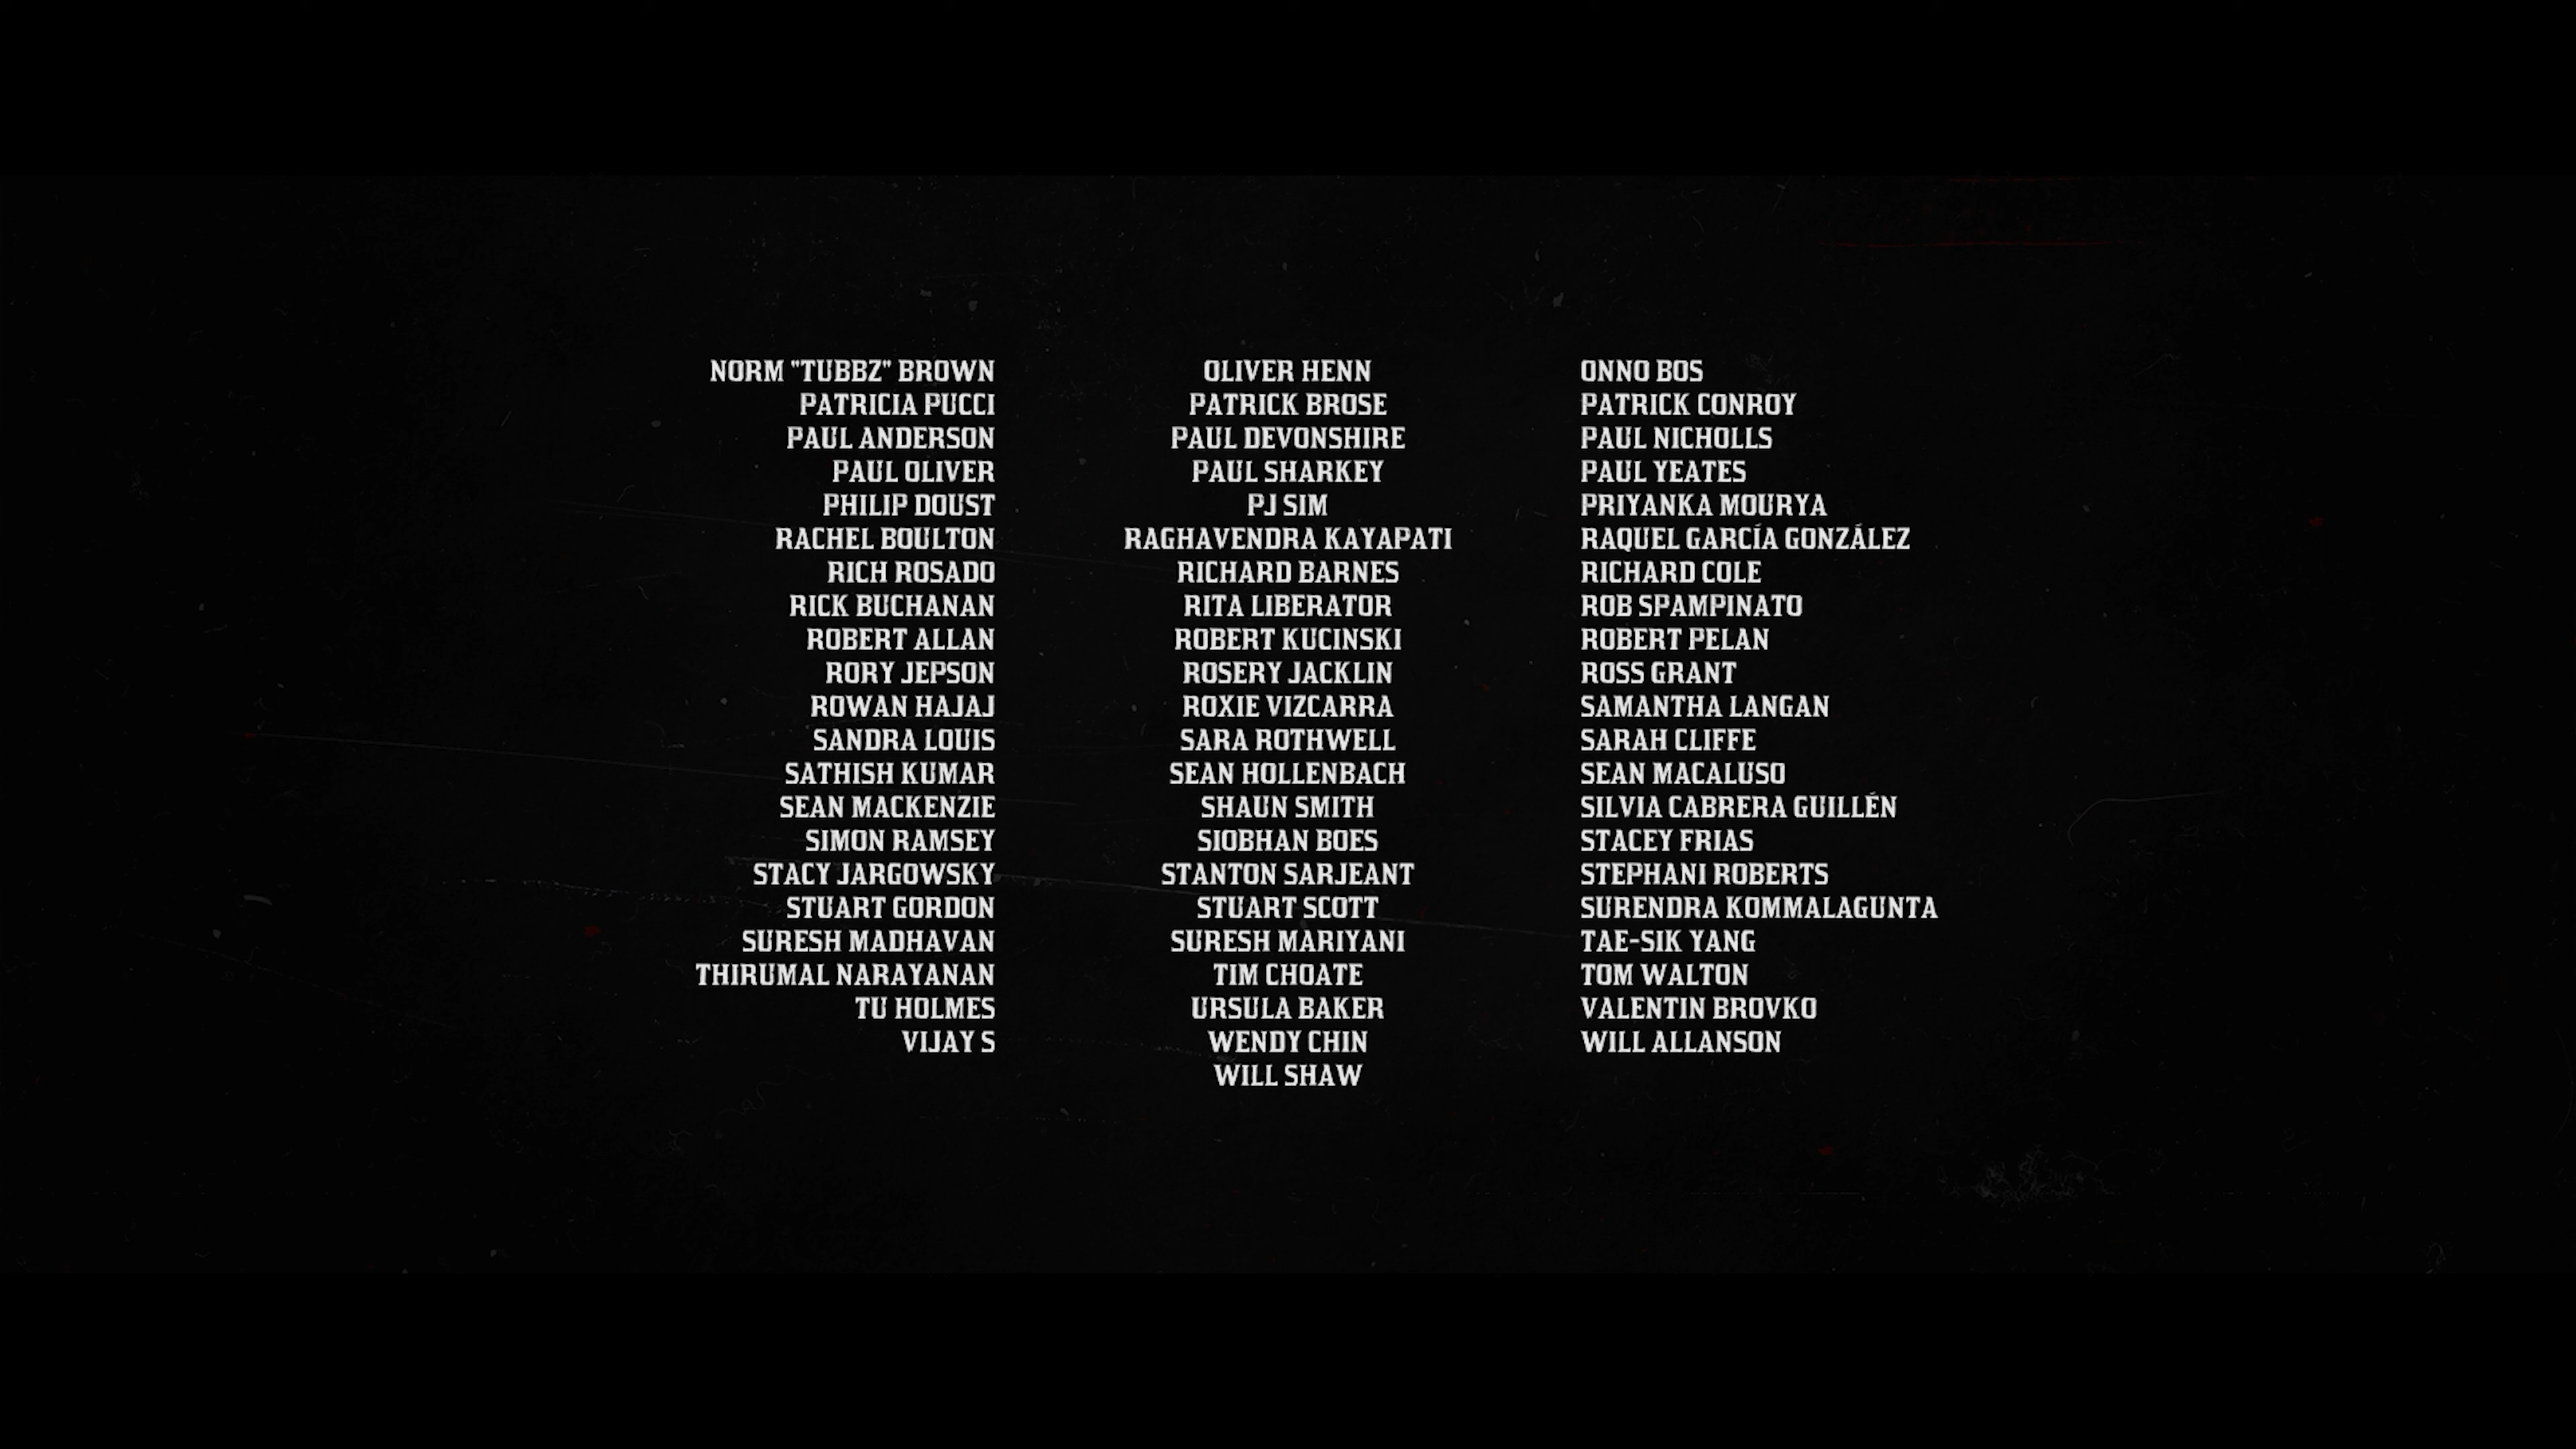 NORM "TUBBZ" BROWN OLIVER HENN ONNO BOS
PATRICIA PUCCI PATRICK BROSE PATRICK CONROY
PAUL ANDERSON PAUL DEVONSHIRE PAUL NICHOLLS
PAUL OLIVER PAUL SHARKEY PAUL YEATES
PHILIP DOUST PJ SIM PRIYANKA MOURYA
RACHEL BOULTON RAGHAVENDRA KAYAPATI RAQUEL GARCÍA GONZÁLEZ
RICH ROSADO RICHARD BARNES RICHARD COLE
RICK BUCHANAN RITA LIBERATOR ROB SPAMPINATO
ROBERT ALLAN ROBERT KUCINSKI ROBERT PELAN
RORY JEPSON ROSERY JACKLIN ROSS GRANT
ROWAN HAJAJ ROXIE VIZCARRA SAMANTHA LANGAN
SANDRA LOUIS SARA ROTHWELL SARAH CLIFFE
SATHISH KUMAR SEAN HOLLENBACH SEAN MACALUSO
SEAN MACKENZIE SHAUN SMITH SILVIA CABRERA GUILLÉN
SIMON RAMSEY SIOBHAN BOES STACEY FRIAS
STACY JARGOWSKY STANTON SARJEANT STEPHANI ROBERTS
STUART GORDON STUART SCOTT SURENDRA KOMMALAGUNTA
SURESH MADHAVAN SURESH MARIYANI TAE-SIK YANG
THIRUMAL NARAYANAN TIM CHOATE TOM WALTON
TU HOLMES URSULA BAKER VALENTIN BROVKO
VIJAY S WENDY CHIN WILL ALLANSON
WILL SHAW